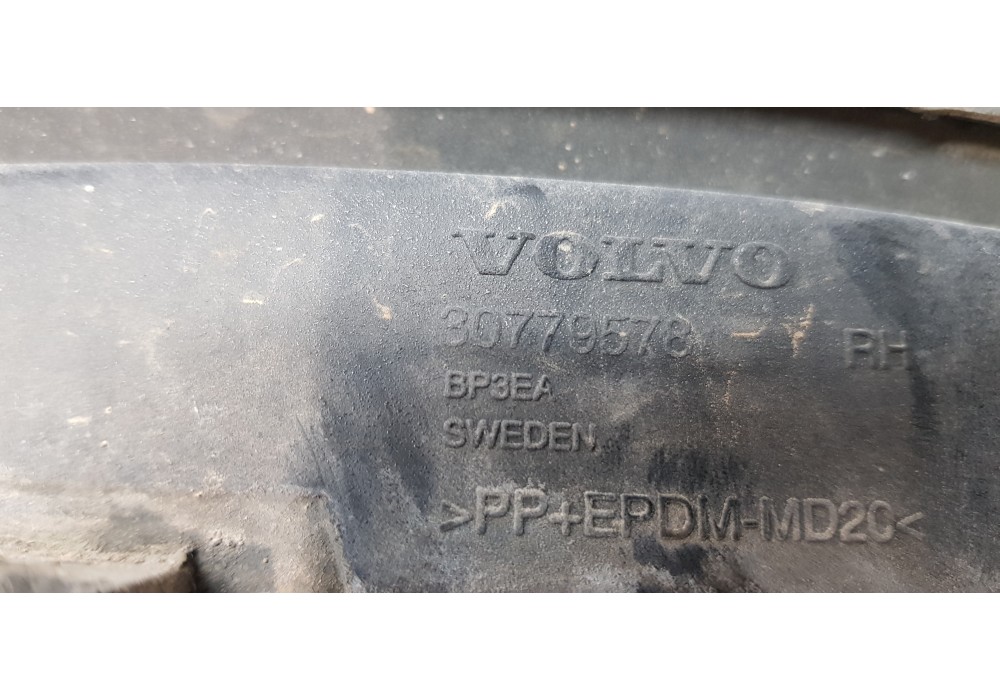 VOLVO
30779578 RH
BP3EA
SWEDEN
>PP+EPDM-MD20<